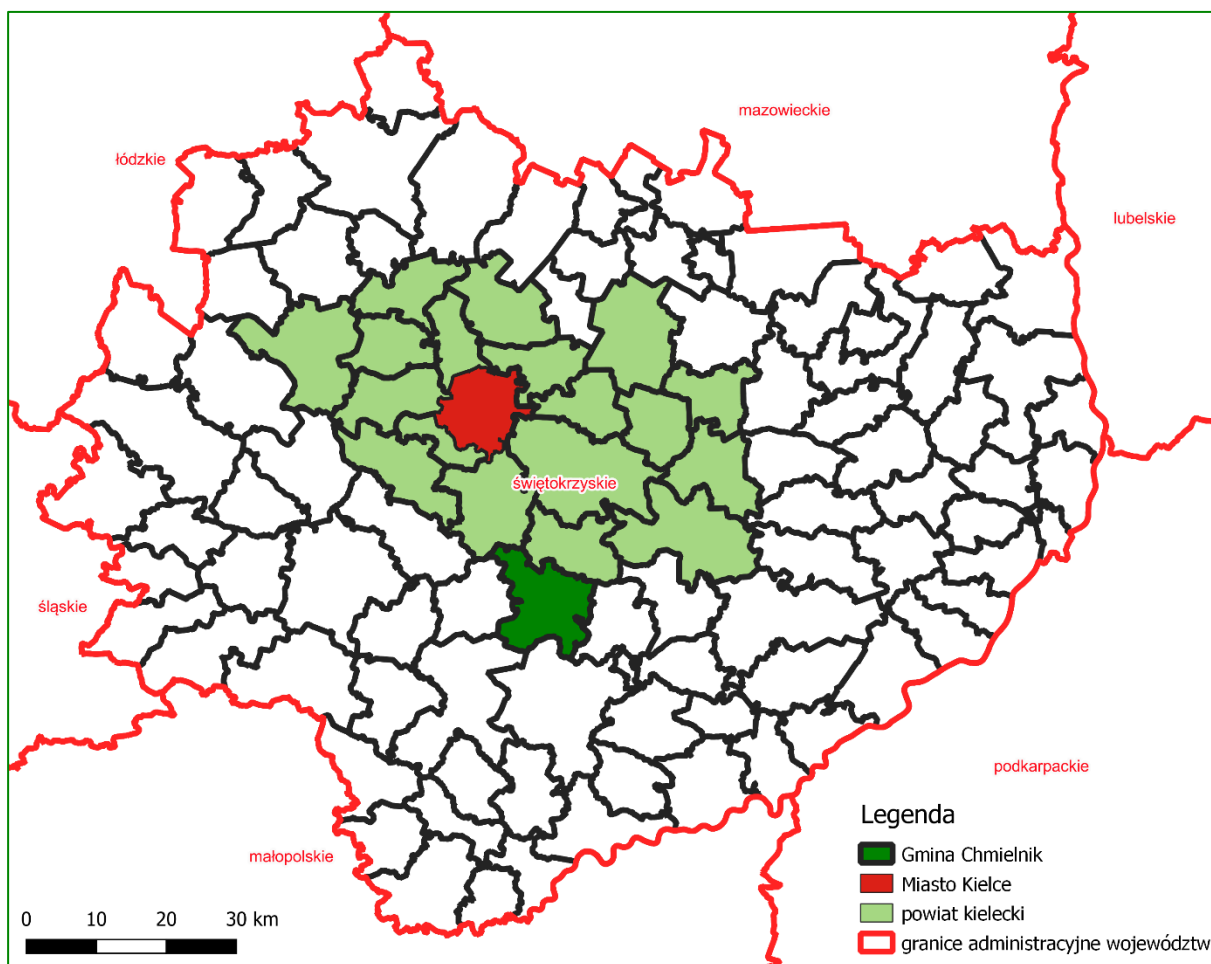 mazowieckie
łódzkie
lubelskie
świętokrzyskie
śląskie
podkarpackie
małopolskie
Legenda
Gmina Chmielnik
Miasto Kielce
powiat kielecki
granice administracyjne województw
0 10 20 30 km